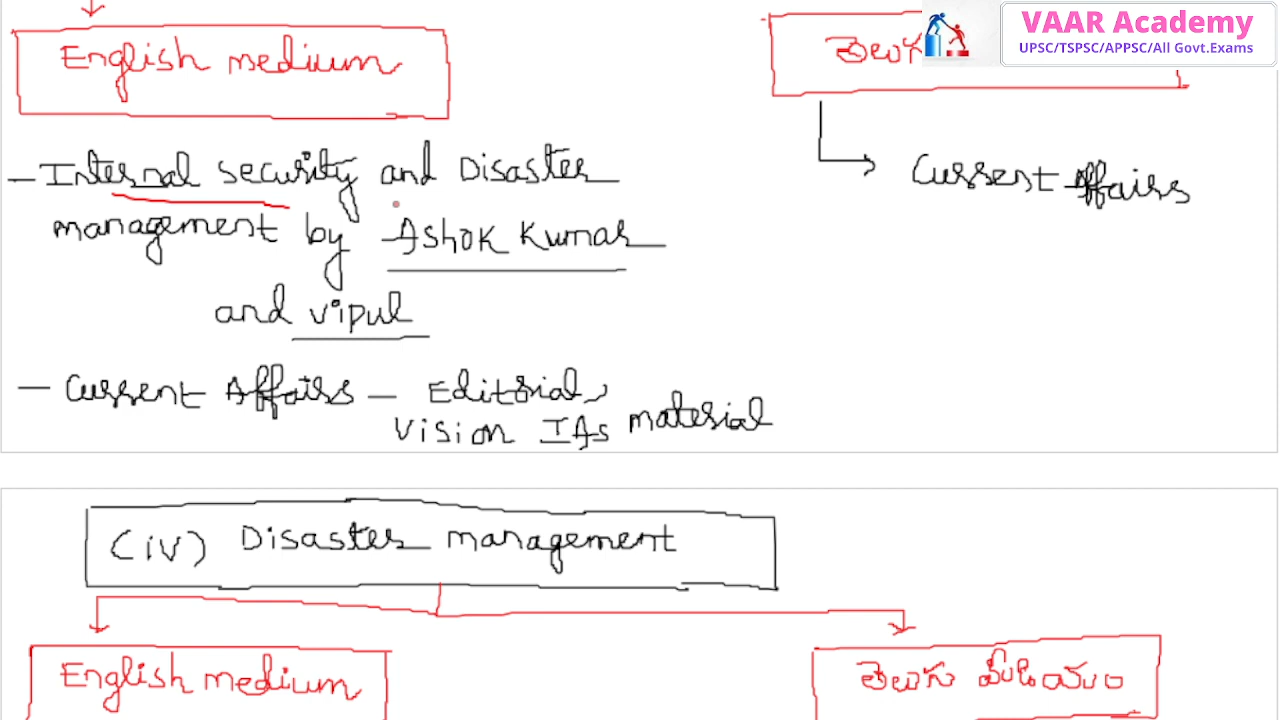 VAAR Academy
UPSC/TSPSC/APPSC/All Govt.Exams
English medium
తెలుగు
- Internal security and Disaster
management by Ashok Kumar
and vipul
- Current Affairs - Editorial,
Vision IAS material
Current Affairs
(iv) Disaster management
English medium
తెలుగు మీడియం